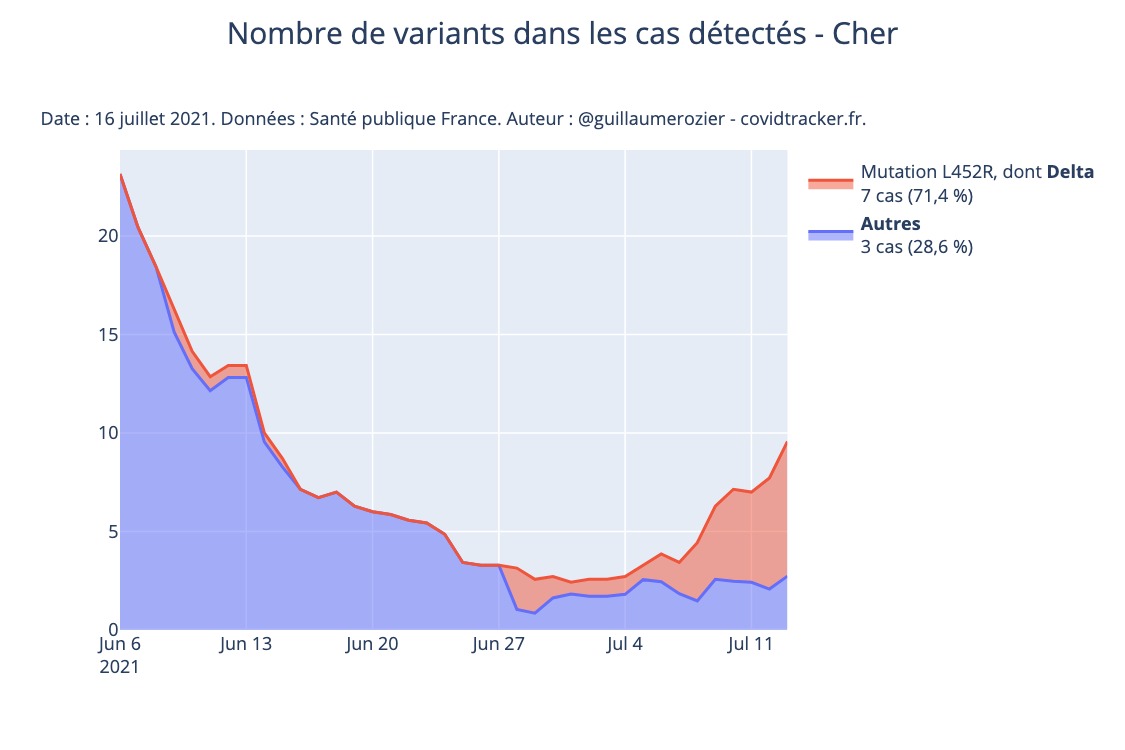 Nombre de variants dans les cas détectés - Cher
Date : 16 juillet 2021. Données : Santé publique France. Auteur : @guillaumerozier - covidtracker.fr.
Mutation L452R, dont Delta
7 cas (71,4 %)
Autres
3 cas (28,6 %)
20
15
10
5
0
Jun 6 Jun 13 Jun 20 Jun 27 Jul 4 Jul 11
2021